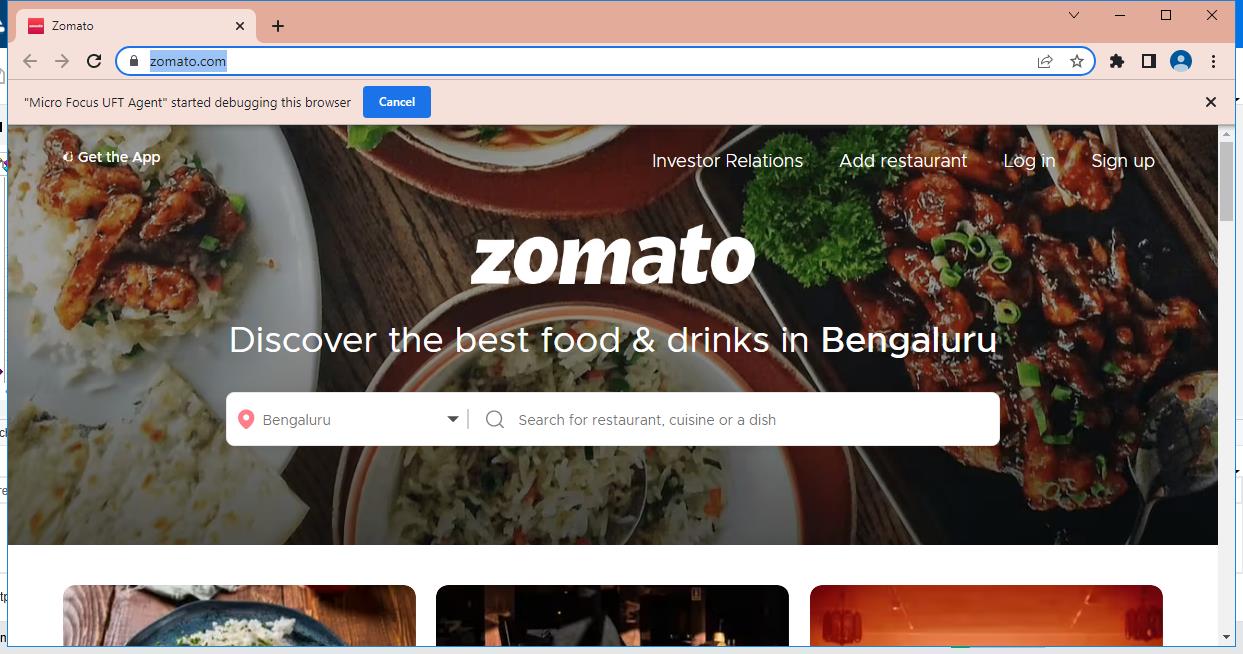 Zomato
zomato.com
"Micro Focus UFT Agent" started debugging this browser
Cancel
Get the App
Investor Relations
Add restaurant
Log in
Sign up
zomato
Discover the best food & drinks in Bengaluru
Bengaluru
Search for restaurant, cuisine or a dish